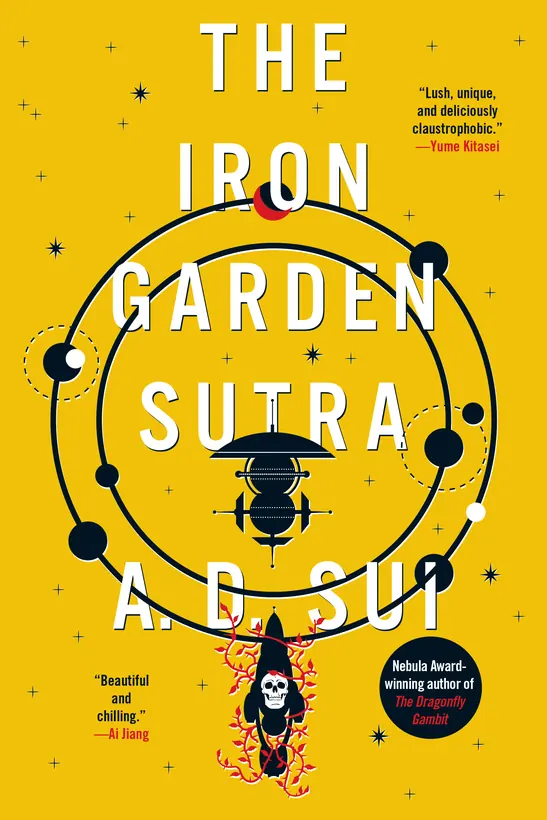 THE
“Lush, unique,
and deliciously
claustrophobic.”
—Yume Kitasei
IRON
GARDEN
SUTRA
A. D. SUI
Nebula Award-
winning author of
The Dragonfly
Gambit
“Beautiful
and
chilling.”
—Ai Jiang